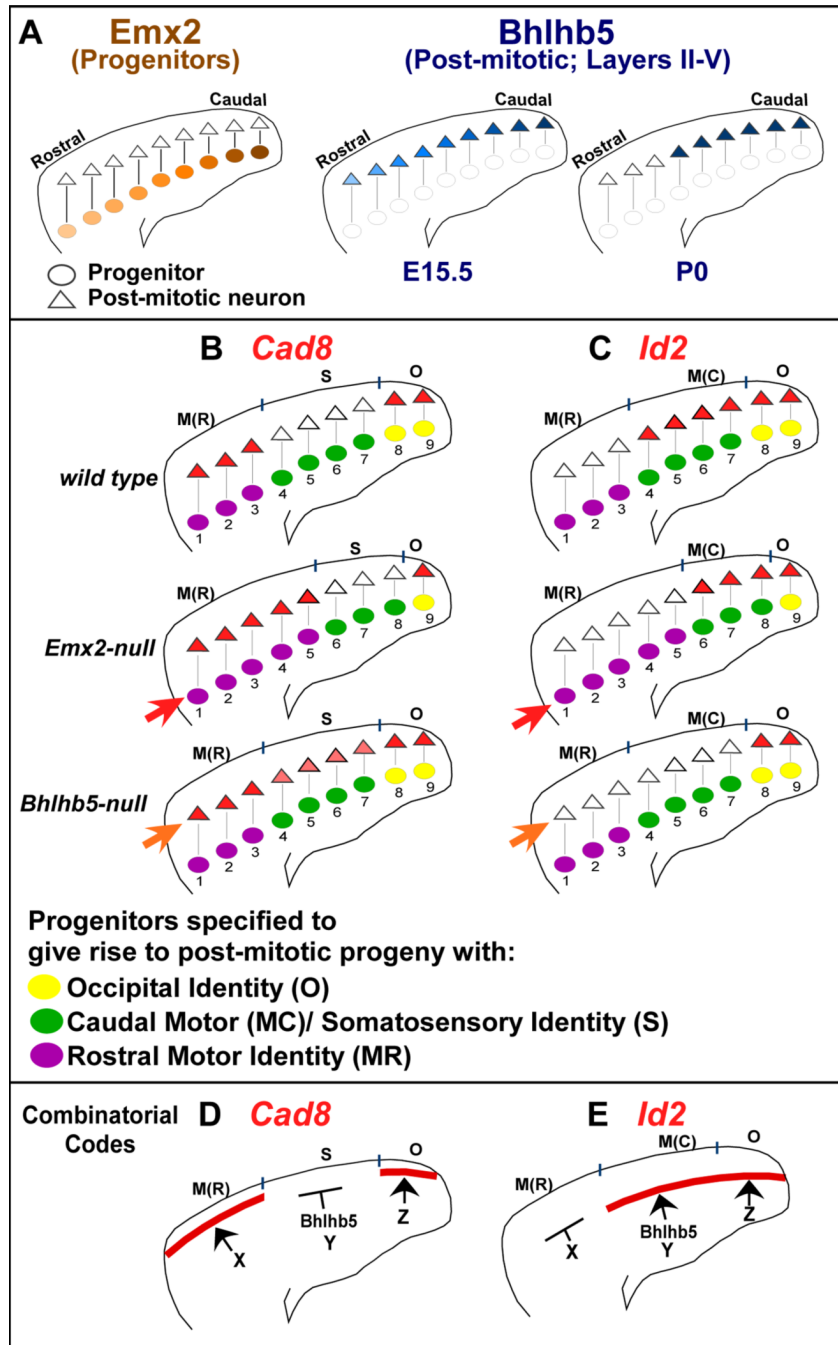 A Emx2 Bhlhb5
(Progenitors) (Post-mitotic; Layers II-V)
Rostral Caudal Rostral Caudal Rostral Caudal
Progenitor
Post-mitotic neuron
E15.5 P0
B Cad8 C Id2
wild type
M(R) S O
1 2 3 4 5 6 7 8 9
M(R) M(C) O
1 2 3 4 5 6 7 8 9
Emx2-null
M(R) S O
1 2 3 4 5 6 7 8 9
M(R) M(C) O
1 2 3 4 5 6 7 8 9
Bhlhb5-null
M(R) S O
1 2 3 4 5 6 7 8 9
M(R) M(C) O
1 2 3 4 5 6 7 8 9
Progenitors specified to
give rise to post-mitotic progeny with:
Occipital Identity (O)
Caudal Motor (MC)/ Somatosensory Identity (S)
Rostral Motor Identity (MR)
Combinatorial
Codes
D Cad8 E Id2
M(R) S O
X Bhlhb5 Z
Y
M(R) M(C) O
X Bhlhb5 Z
Y